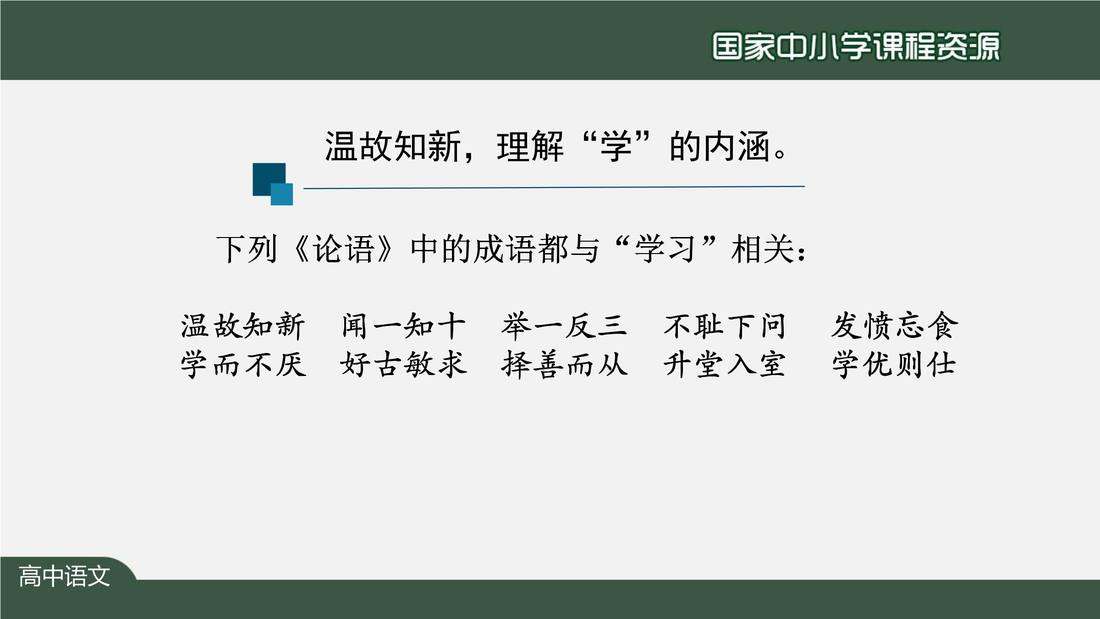 国家中小学课程资源
温故知新，理解“学”的内涵。
下列《论语》中的成语都与“学习”相关：
温故知新 闻一知十 举一反三 不耻下问 发愤忘食
学而不厌 好古敏求 择善而从 升堂入室 学优则仕
高中语文